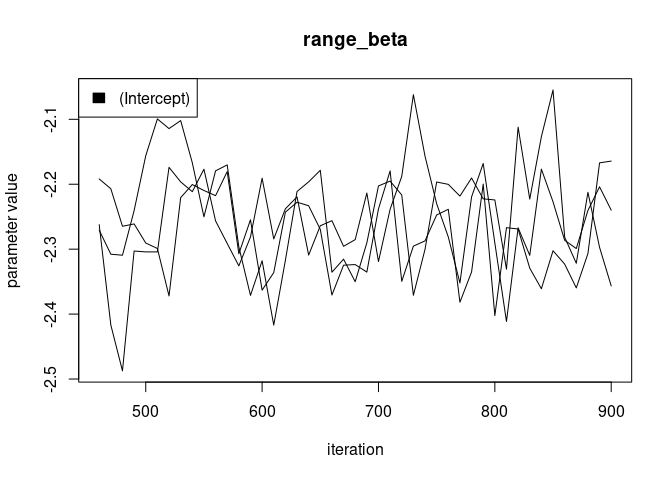 range_beta
(Intercept)
parameter value
-2.1
-2.2
-2.3
-2.4
-2.5
500 600 700 800 900
iteration